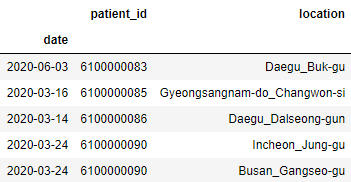 patient_id location
date
2020-06-03 6100000083 Daegu_Buk-gu
2020-03-16 6100000085 Gyeongsangnam-do_Changwon-si
2020-03-14 6100000086 Daegu_Dalseong-gun
2020-03-24 6100000090 Incheon_Jung-gu
2020-03-24 6100000090 Busan_Gangseo-gu